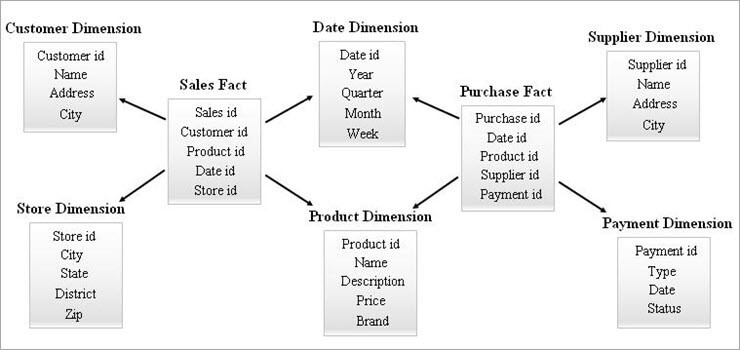 Customer Dimension
Customer id
Name
Address
City
Sales Fact
Sales id
Customer id
Product id
Date id
Store id
Date Dimension
Date id
Year
Quarter
Month
Week
Purchase Fact
Purchase id
Date id
Product id
Supplier id
Payment id
Supplier Dimension
Supplier id
Name
Address
City
Store Dimension
Store id
City
State
District
Zip
Product Dimension
Product id
Name
Description
Price
Brand
Payment Dimension
Payment id
Type
Date
Status